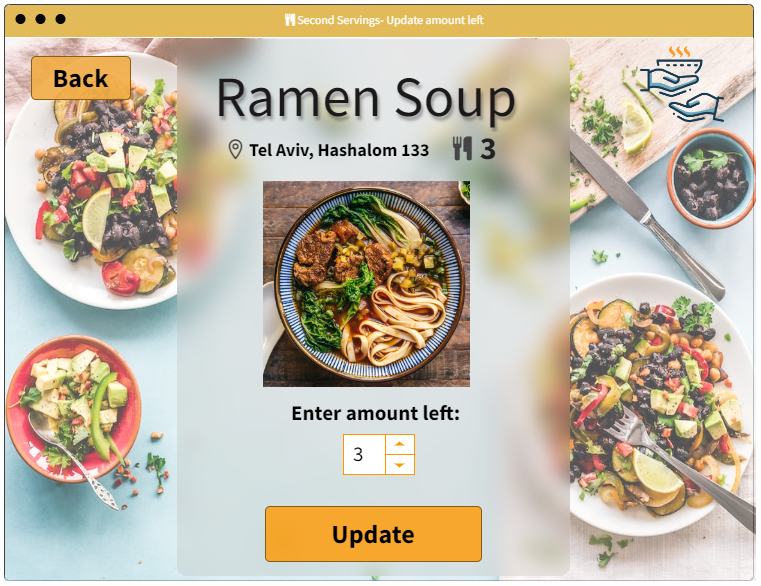 Second Servings- Update amount left
Back
Ramen Soup
Tel Aviv, Hashalom 133 3
Enter amount left:
3
Update